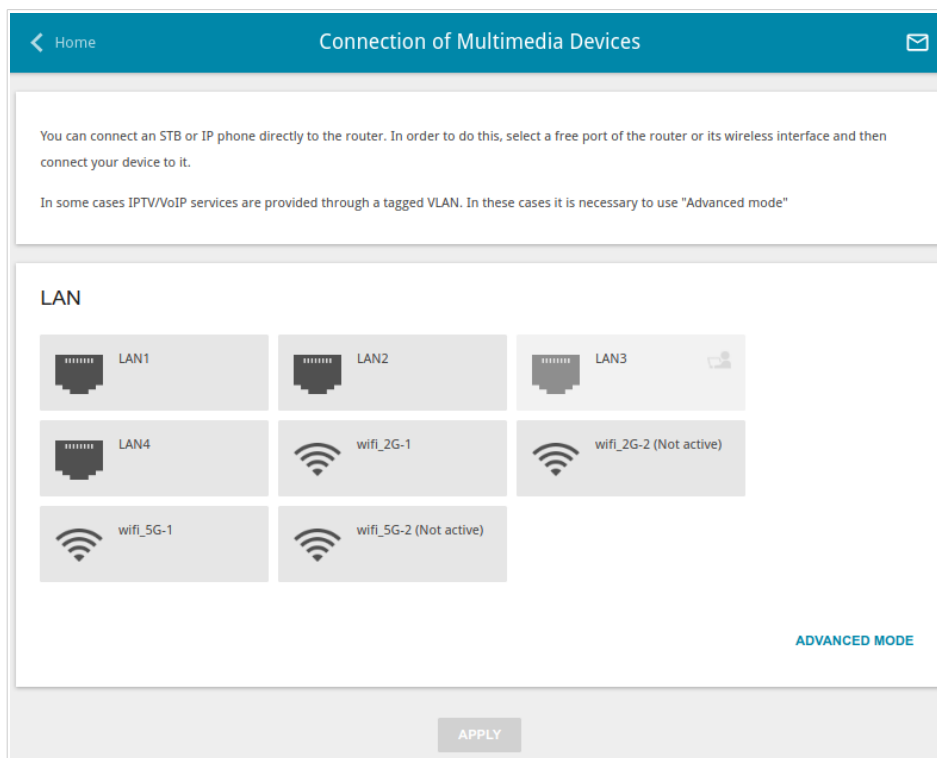 Home
Connection of Multimedia Devices
You can connect an STB or IP phone directly to the router. In order to do this, select a free port of the router or its wireless interface and then
connect your device to it.
In some cases IPTV/VoIP services are provided through a tagged VLAN. In these cases it is necessary to use "Advanced mode"
LAN
LAN1
LAN2
LAN3
LAN4
wifi_2G-1
wifi_2G-2 (Not active)
wifi_5G-1
wifi_5G-2 (Not active)
ADVANCED MODE
APPLY